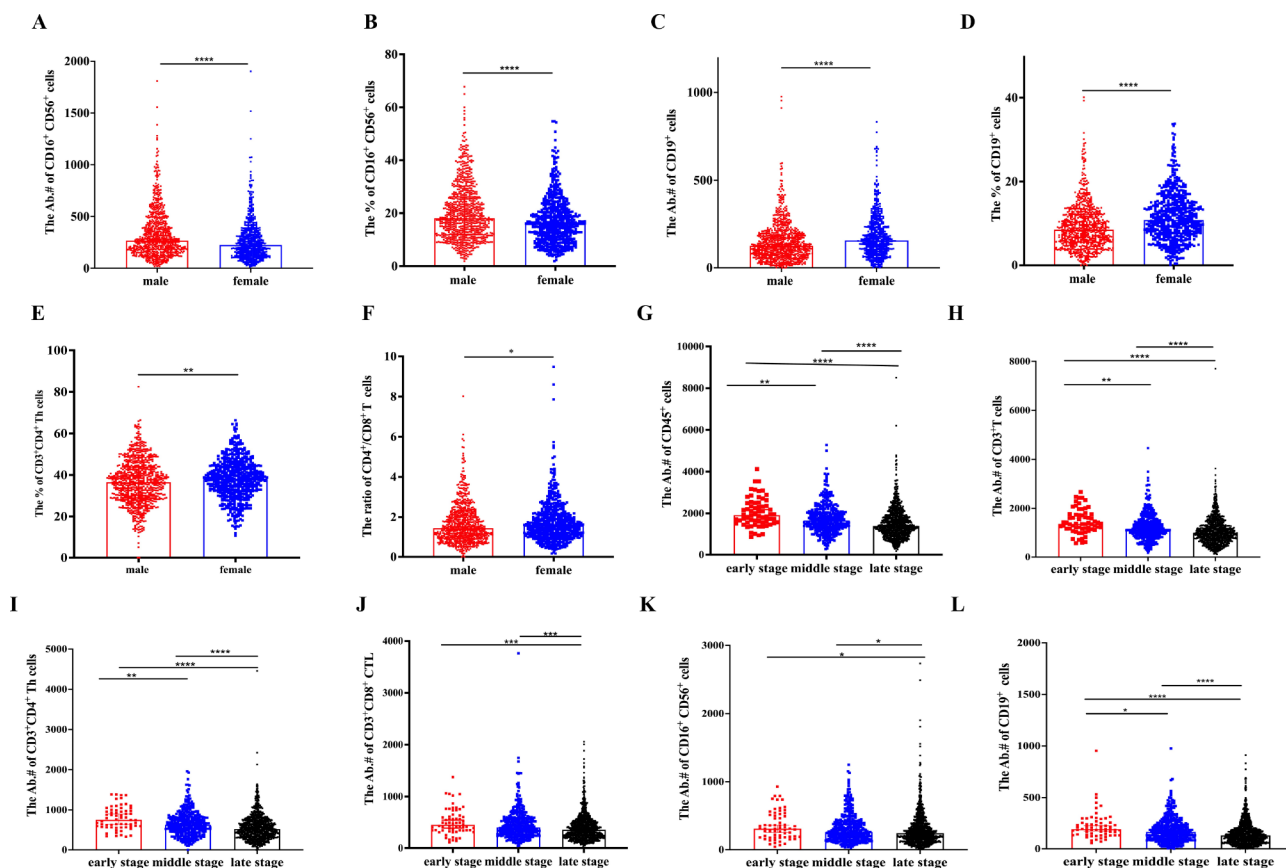 A
The Ab.# of CD16⁺ CD56⁺ cells
2000
1500
1000
500
0
****
male female
B
The % of CD16⁺ CD56⁺ cells
80
60
40
20
0
****
male female
C
The Ab.# of CD19⁺ cells
1000
500
0
****
male female
D
The % of CD19⁺ cells
40
20
0
****
male female
E
The % of CD3⁺CD4⁺ Th cells
100
80
60
40
20
0
**
male female
F
The ratio of CD4⁺/CD8⁺T cells
10
8
6
4
2
0
*
male female
G
The Ab.# of CD45⁺ cells
10000
8000
6000
4000
2000
0
****
****
**
early stage middle stage late stage
H
The Ab.# of CD3⁺T cells
8000
6000
4000
2000
0
****
****
**
early stage middle stage late stage
I
The Ab.# of CD3⁺CD4⁺ Th cells
5000
4000
3000
2000
1000
0
****
****
**
early stage middle stage late stage
J
The Ab.# of CD3⁺CD8⁺ CTL
4000
3000
2000
1000
0
***
***
early stage middle stage late stage
K
The Ab.# of CD16⁺ CD56⁺ cells
3000
2000
1000
0
*
*
early stage middle stage late stage
L
The Ab.# of CD19⁺ cells
2000
1500
1000
500
0
****
****
*
early stage middle stage late stage